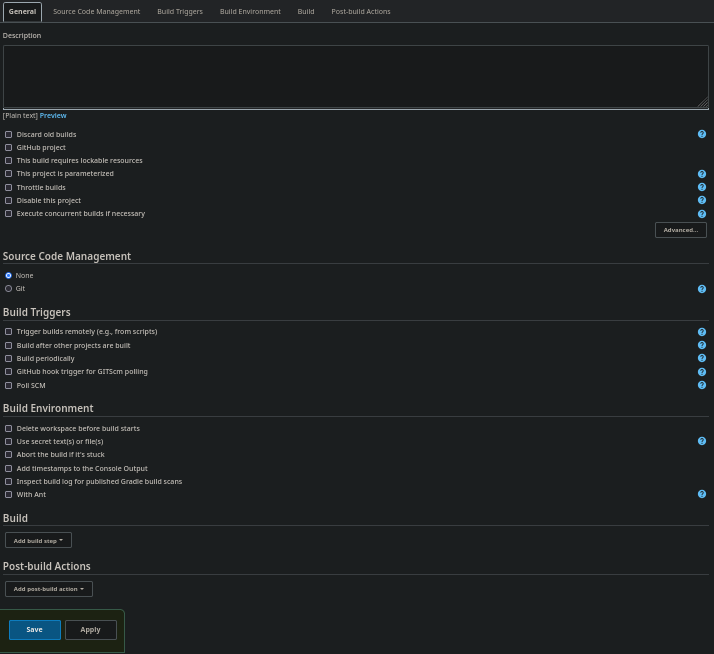 General Source Code Management Build Triggers Build Environment Build Post-build Actions
Description
[Plain text] Preview
Discard old builds ?
GitHub project
This build requires lockable resources
This project is parameterized ?
Throttle builds ?
Disable this project ?
Execute concurrent builds if necessary ?
Advanced...
Source Code Management
None
Git ?
Build Triggers
Trigger builds remotely (e.g., from scripts) ?
Build after other projects are built ?
Build periodically ?
GitHub hook trigger for GITScm polling ?
Poll SCM ?
Build Environment
Delete workspace before build starts
Use secret text(s) or file(s) ?
Abort the build if it's stuck
Add timestamps to the Console Output
Inspect build log for published Gradle build scans
With Ant ?
Build
Add build step
Post-build Actions
Add post-build action
Save Apply